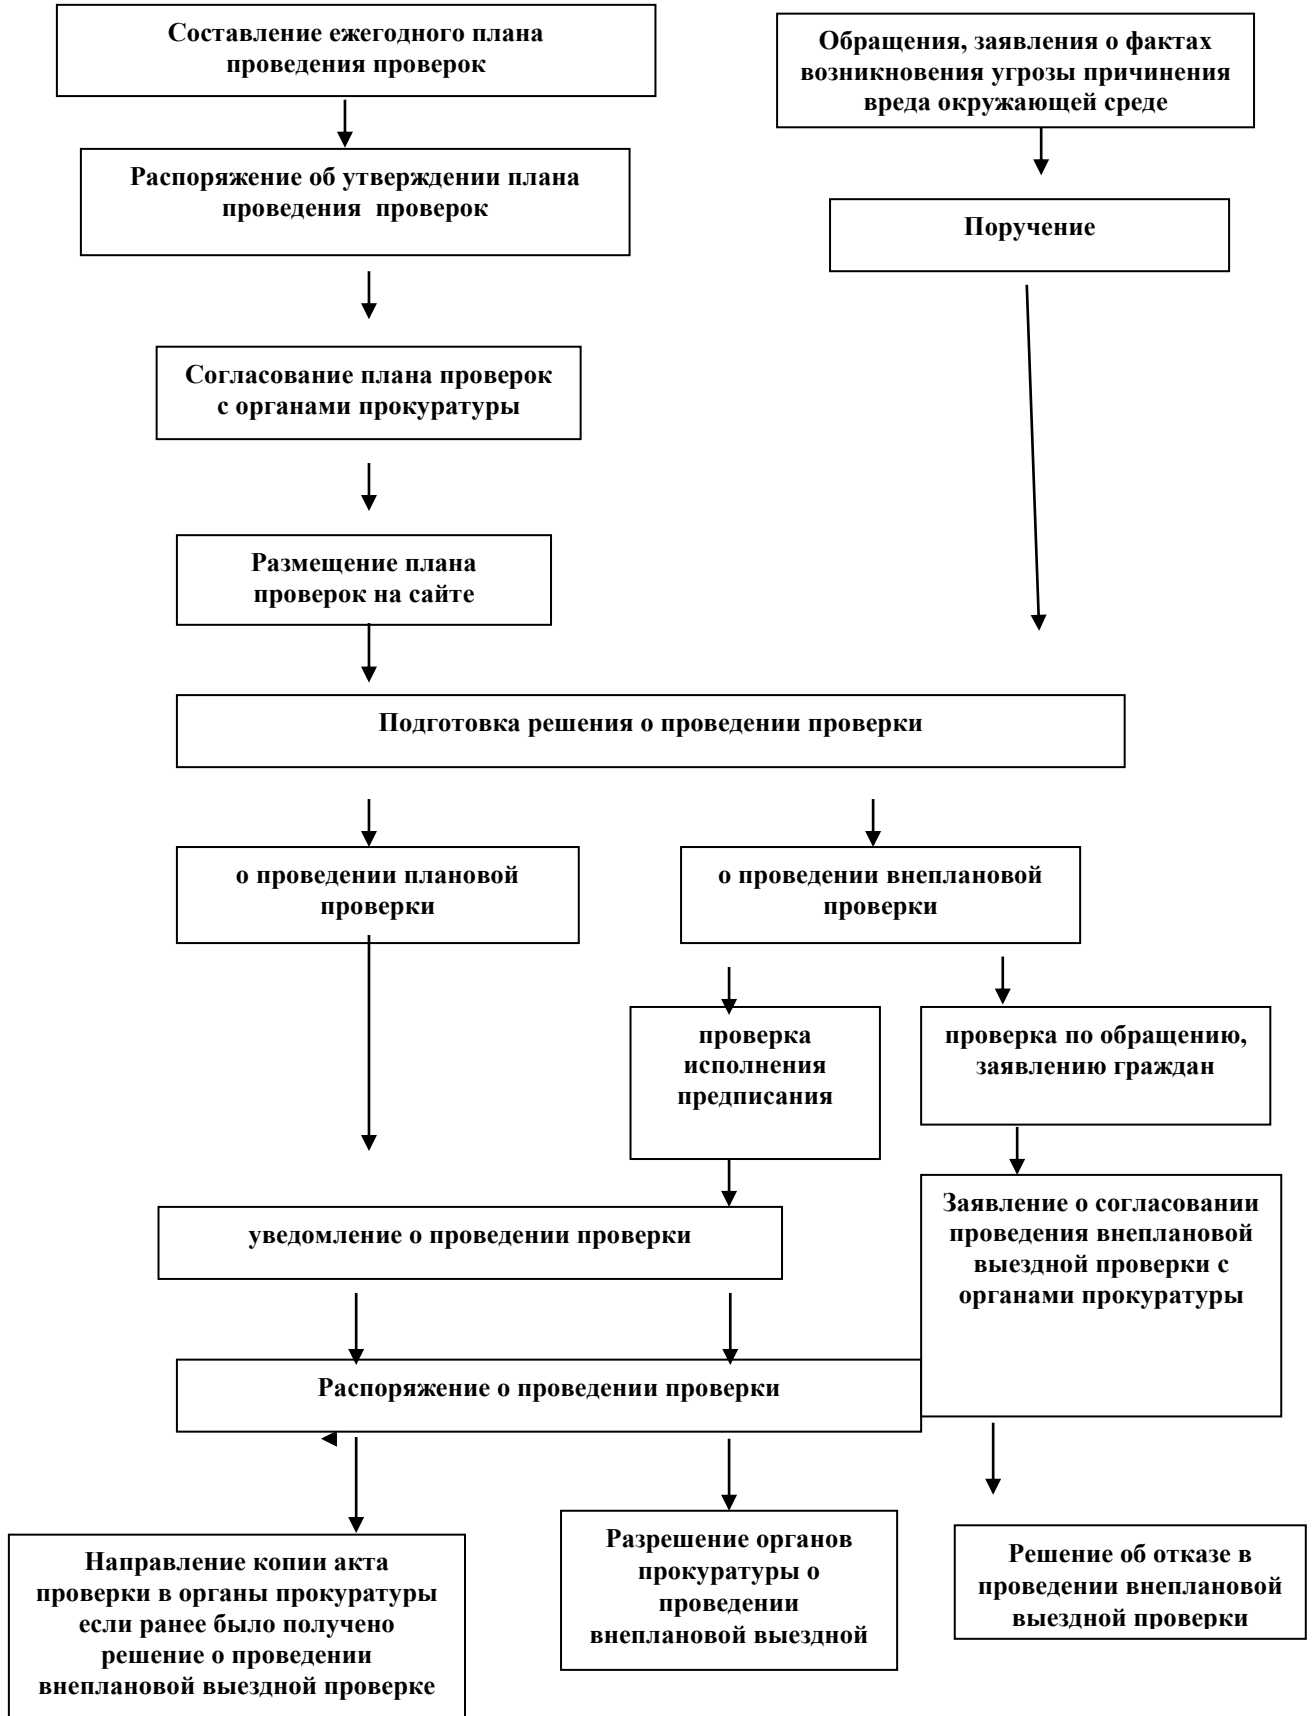 Составление ежегодного плана
проведения проверок
Обращения, заявления о фактах
возникновения угрозы причинения
вреда окружающей среде
Распоряжение об утверждении плана
проведения проверок
Поручение
Согласование плана проверок
с органами прокуратуры
Размещение плана
проверок на сайте
Подготовка решения о проведении проверки
о проведении плановой
проверки
о проведении внеплановой
проверки
проверка
исполнения
предписания
проверка по обращению,
заявлению граждан
Заявление о согласовании
проведения внеплановой
выездной проверки с
органами прокуратуры
уведомление о проведении проверки
Распоряжение о проведении проверки
Направление копии акта
проверки в органы прокуратуры
если ранее было получено
решение о проведении
внеплановой выездной проверке
Разрешение органов
прокуратуры о
проведении
внеплановой выездной
Решение об отказе в
проведении внеплановой
выездной проверки